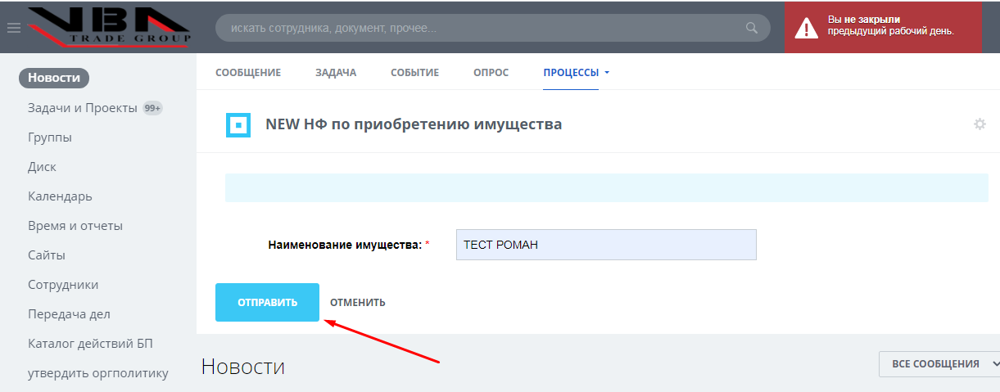 VBA
TRADE GROUP
искать сотрудника, документ, прочее...
Вы не закрыли
предыдущий рабочий день.
Новости
Задачи и Проекты 99+
Группы
Диск
Календарь
Время и отчеты
Сайты
Сотрудники
Передача дел
Каталог действий БП
утвердить оргполитику
СООБЩЕНИЕ ЗАДАЧА СОБЫТИЕ ОПРОС ПРОЦЕССЫ
NEW НФ по приобретению имущества
Наименование имущества: * ТЕСТ РОМАН
ОТПРАВИТЬ ОТМЕНИТЬ
Новости
ВСЕ СООБЩЕНИЯ